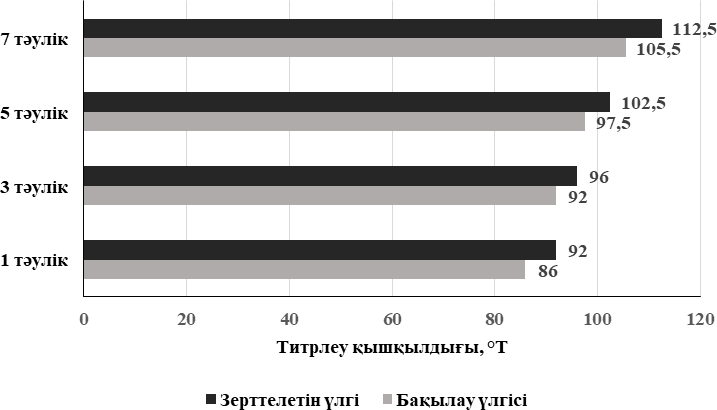 7 тәулік 112,5
105,5
5 тәулік 102,5
97,5
3 тәулік 96
92
1 тәулік 92
86
0 20 40 60 80 100 120
Титрлеу қышқылдығы, °Т
Зерттелетін үлгі Бақылау үлгісі